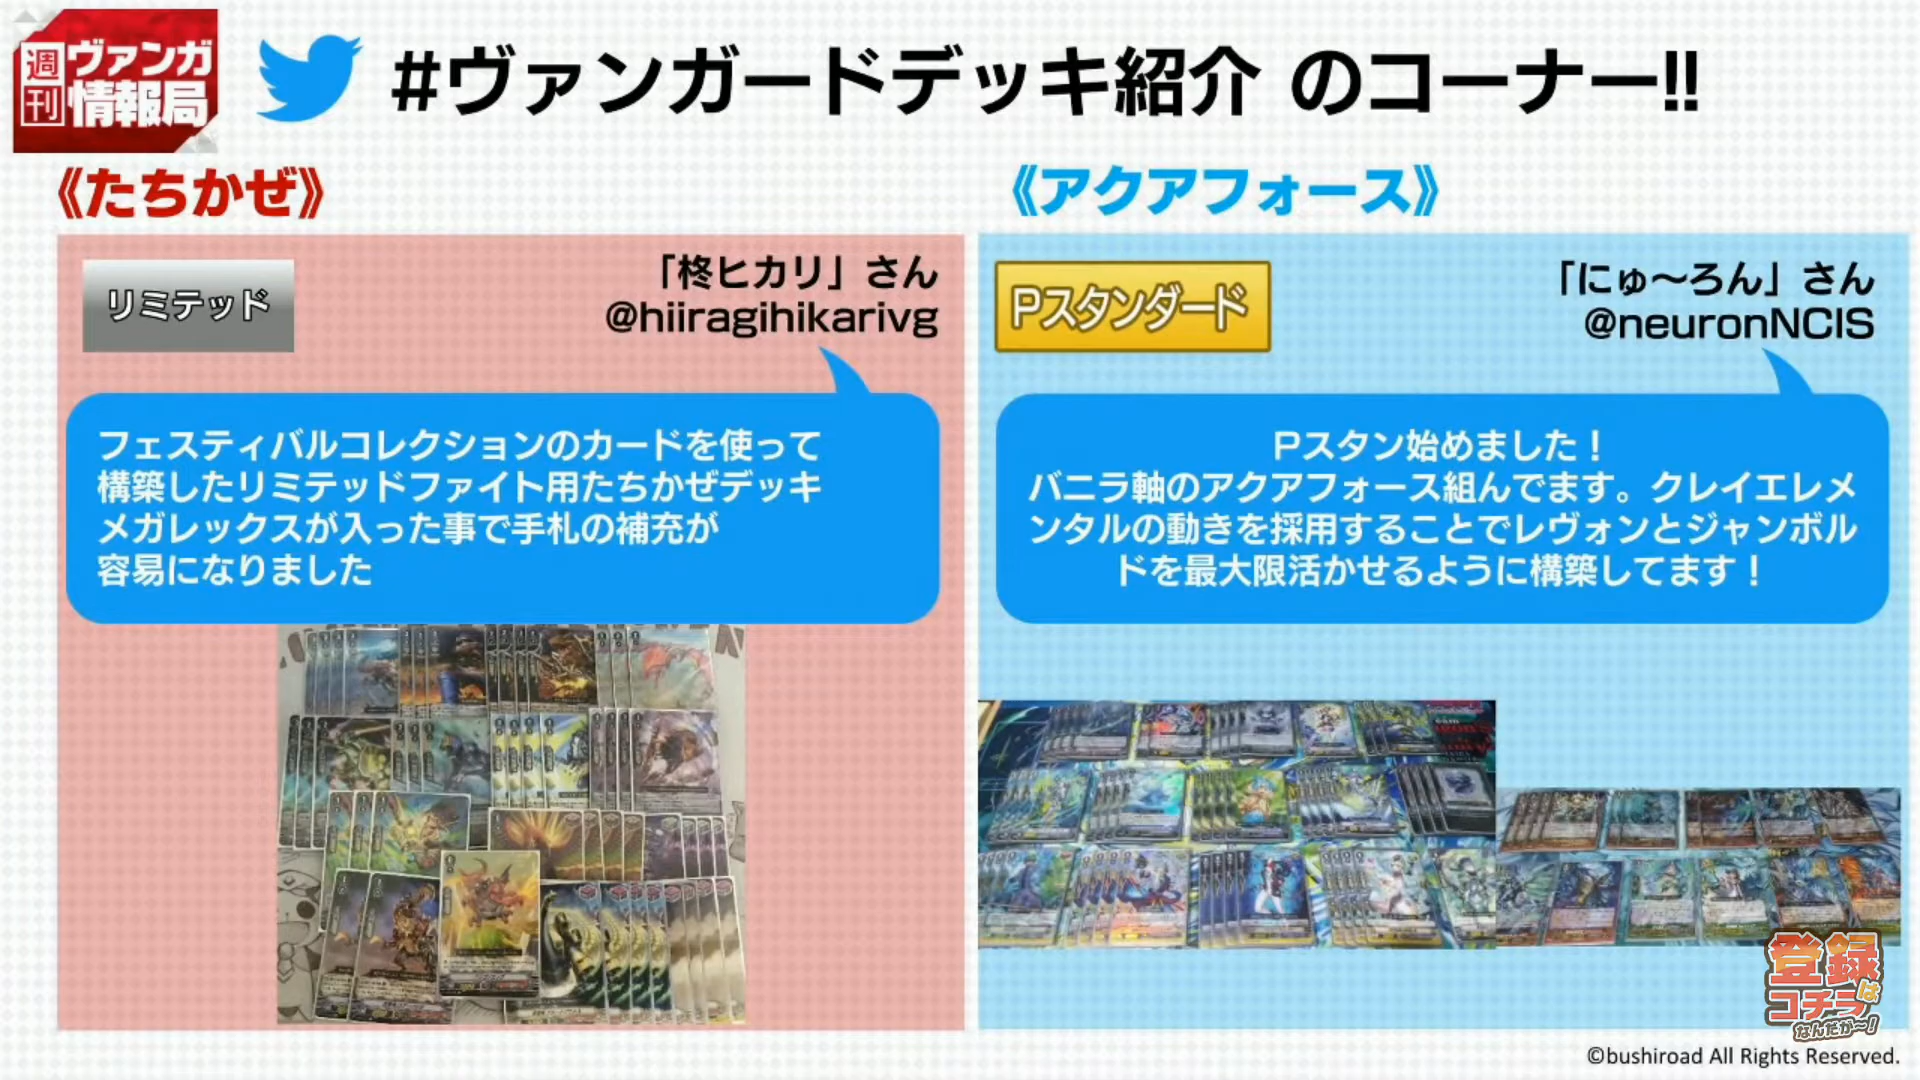 週刊
ヴァンガ
情報局
#ヴァンガードデッキ紹介 のコーナー!!
《たちかぜ》
リミテッド
「柊ヒカリ」さん
@hiiragihikarivg
フェスティバルコレクションのカードを使って
構築したリミテッドファイト用たちかぜデッキ
メガレックスが入った事で手札の補充が
容易になりました
《アクアフォース》
Pスタンダード
「にゅ～ろん」さん
@neuronNCIS
Pスタン始めました！
バニラ軸のアクアフォース組んでます。クレイエレメ
ンタルの動きを採用することでレヴォンとジャンボル
ドを最大限活かせるように構築してます！
登録は
コチラ
なんだが～！
©bushiroad All Rights Reserved.